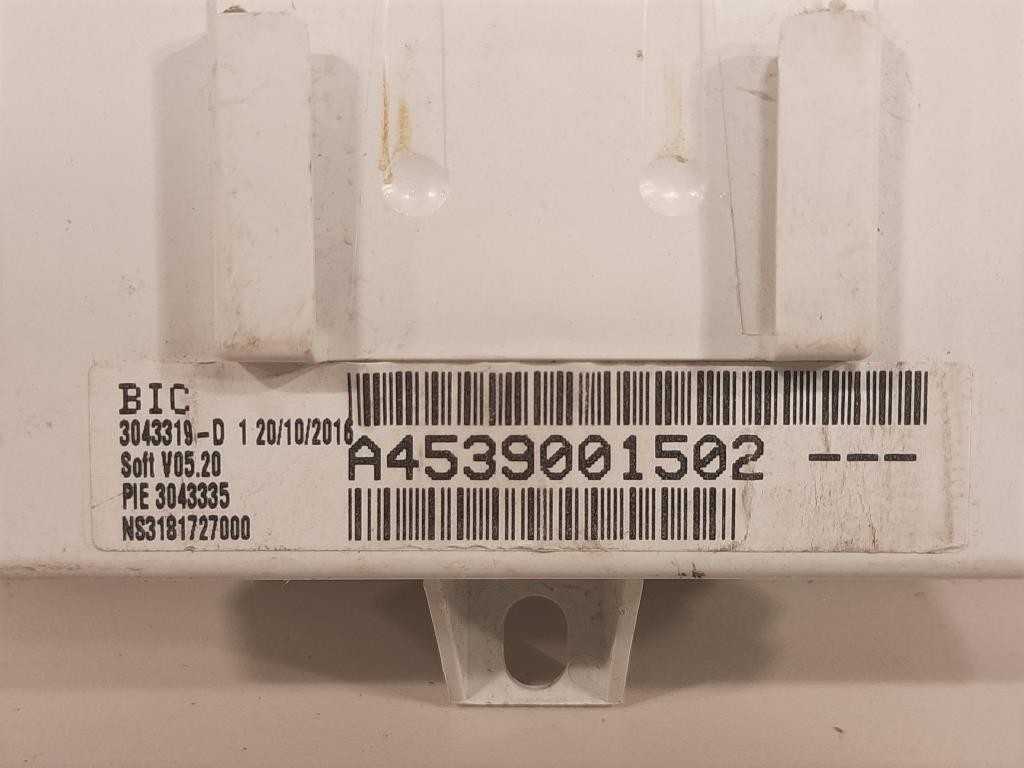 BIC
3043319-D 1 20/10/2016
A4539001502 ---
Soft V05.20
PIE 3043335
NS3181727000